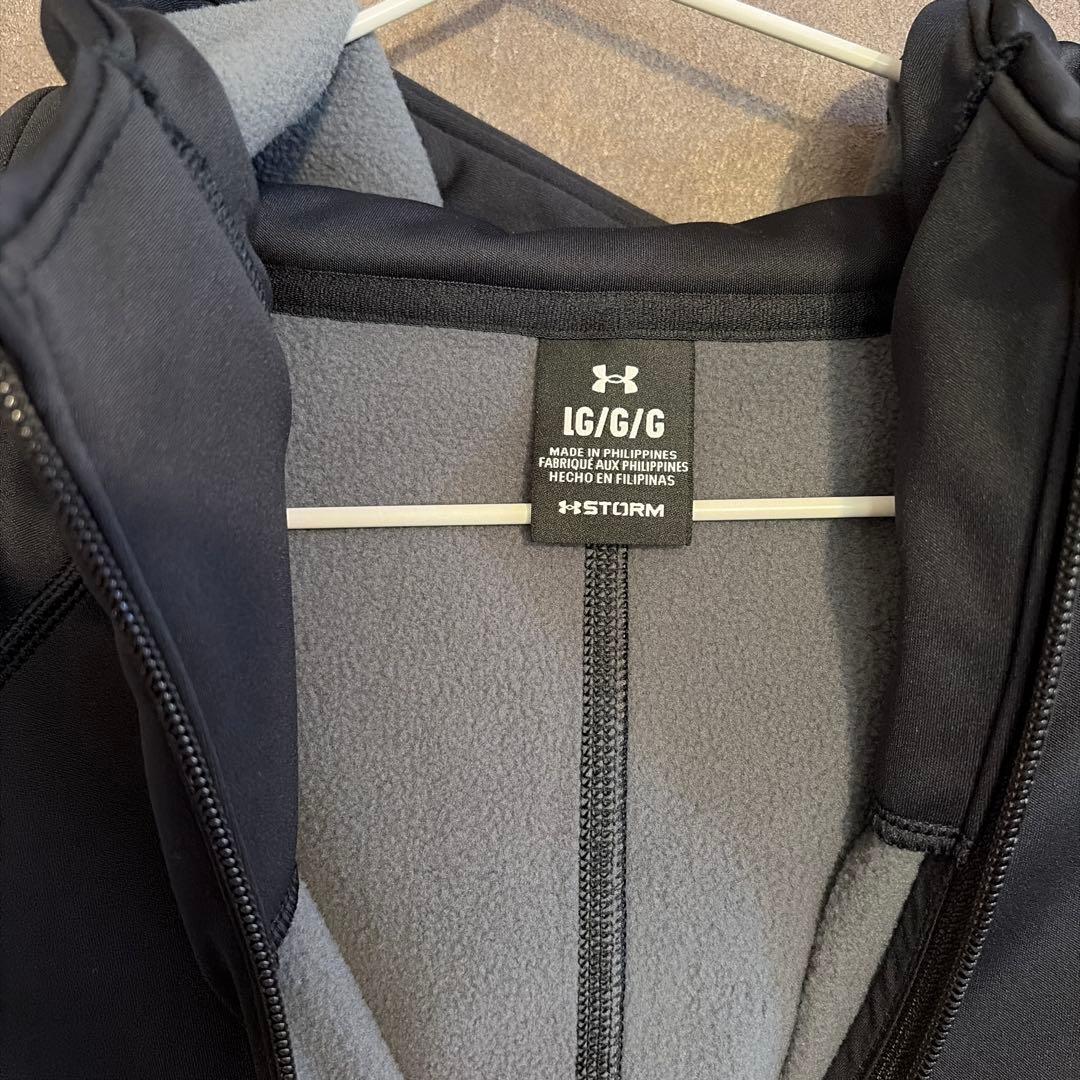 LG/G/G
MADE IN PHILIPPINES
FABRIQUÉ AUX PHILIPPINES
HECHO EN FILIPINAS
STORM